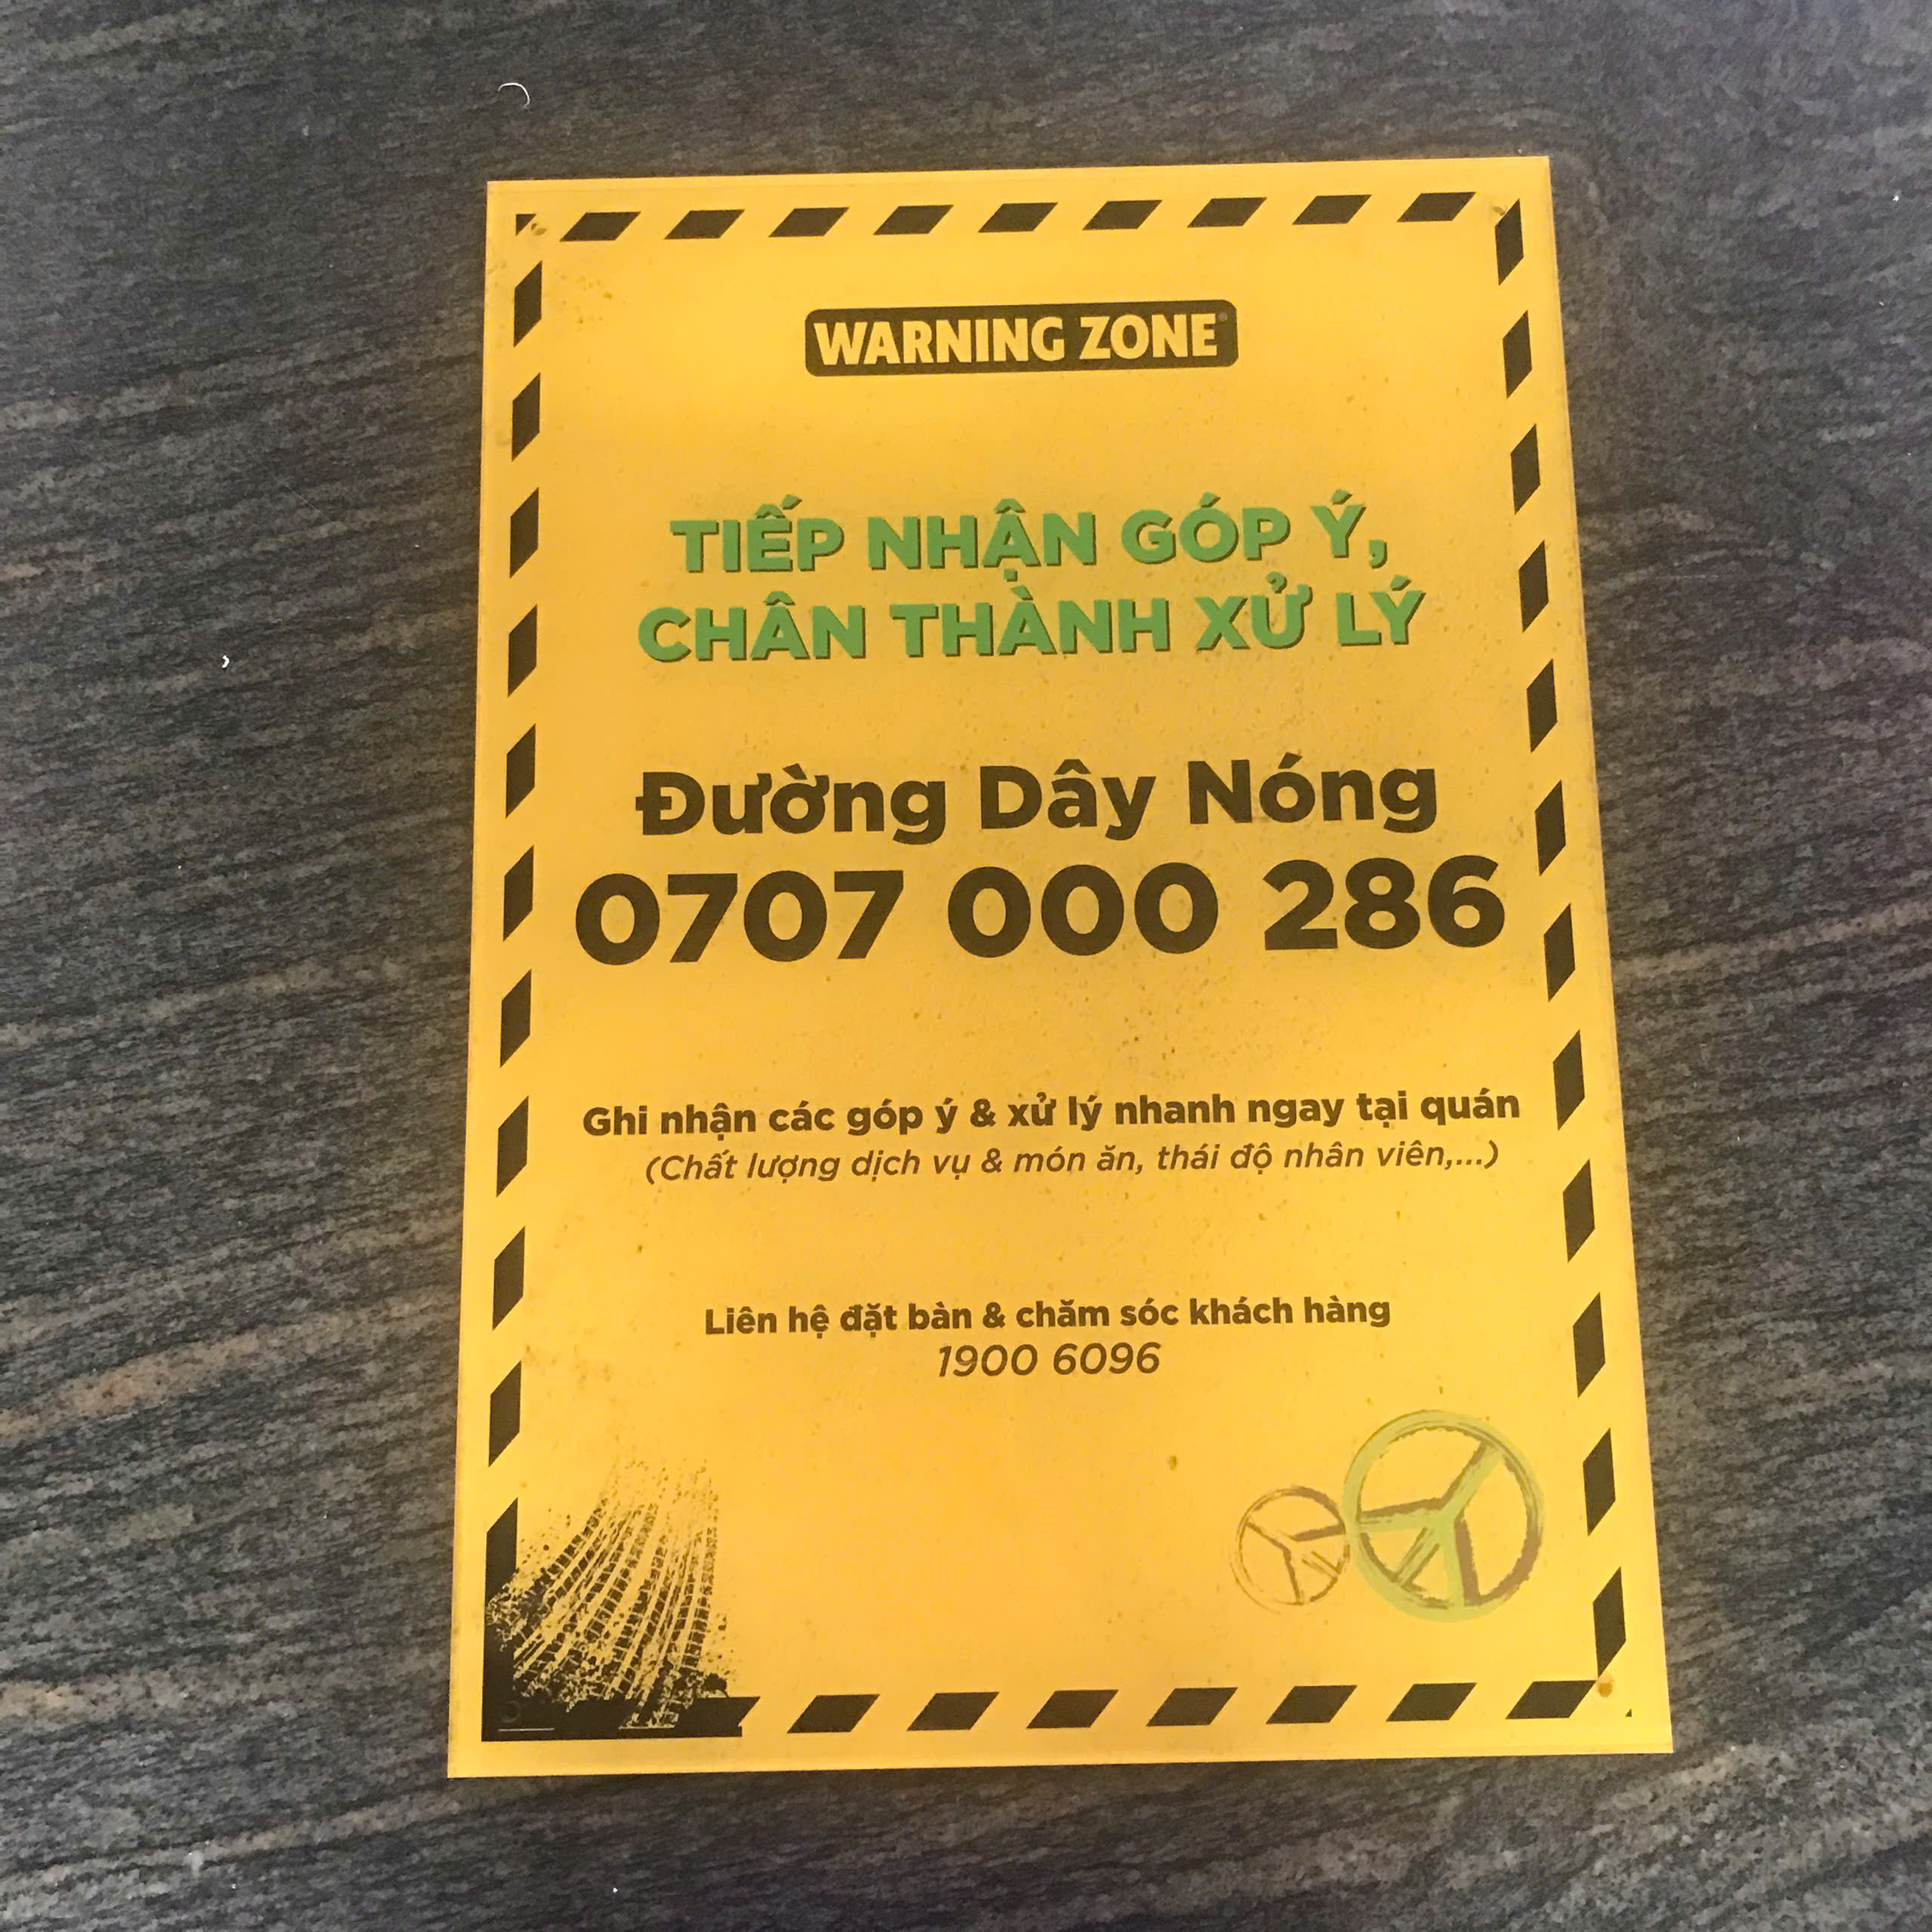 WARNING ZONE
TIẾP NHẬN GÓP Ý,
CHÂN THÀNH XỬ LÝ
Đường Dây Nóng
0707 000 286
Ghi nhận các góp ý & xử lý nhanh ngay tại quán
(Chất lượng dịch vụ & món ăn, thái độ nhân viên,...)
Liên hệ đặt bàn & chăm sóc khách hàng
1900 6096